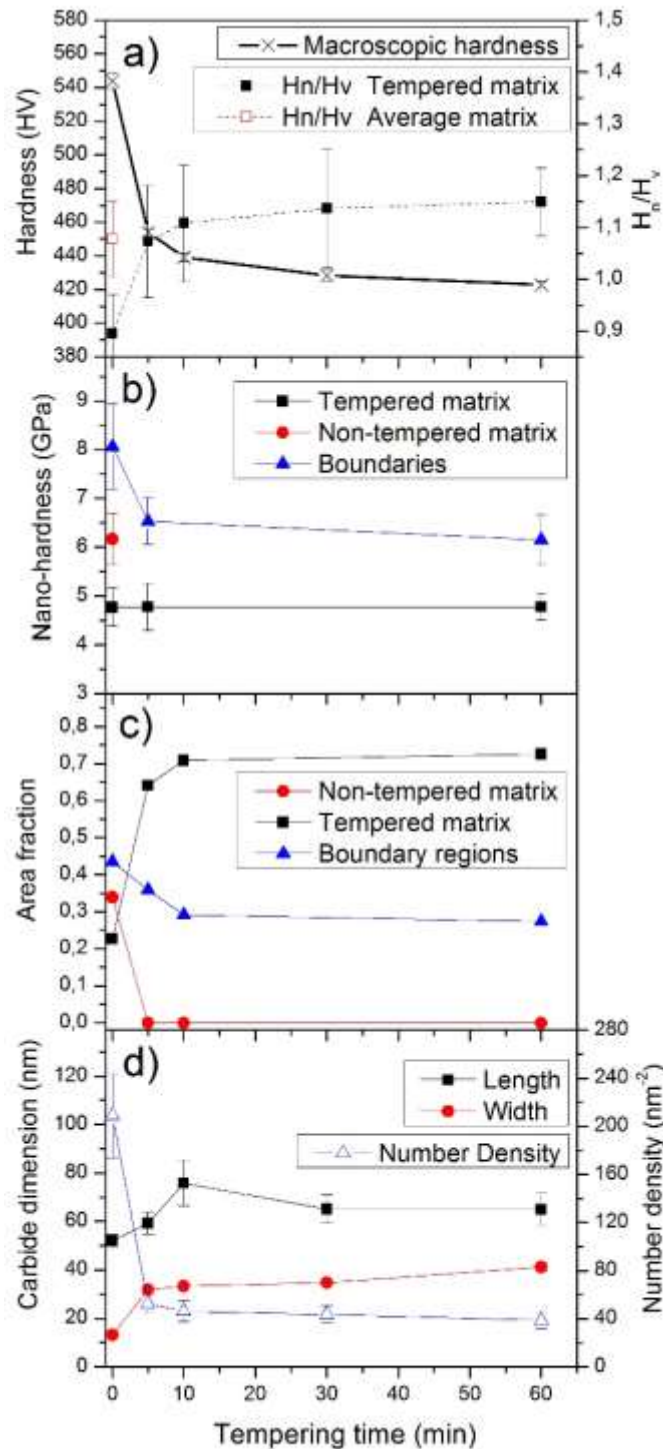 a)
Macroscopic hardness
Hn/Hv Tempered matrix
Hn/Hv Average matrix
Hardness (HV)
580
560
540
520
500
480
460
440
420
400
380
Hn/Hv
1,5
1,4
1,3
1,2
1,1
1,0
0,9
b)
Tempered matrix
Non-tempered matrix
Boundaries
Nano-hardness (GPa)
9
8
7
6
5
4
3
c)
Non-tempered matrix
Tempered matrix
Boundary regions
Area fraction
0,8
0,7
0,6
0,5
0,4
0,3
0,2
0,1
0,0
d)
Length
Width
Number Density
Carbide dimension (nm)
120
100
80
60
40
20
0
Number density (nm-2)
280
240
200
160
120
80
40
0
0 10 20 30 40 50 60
Tempering time (min)